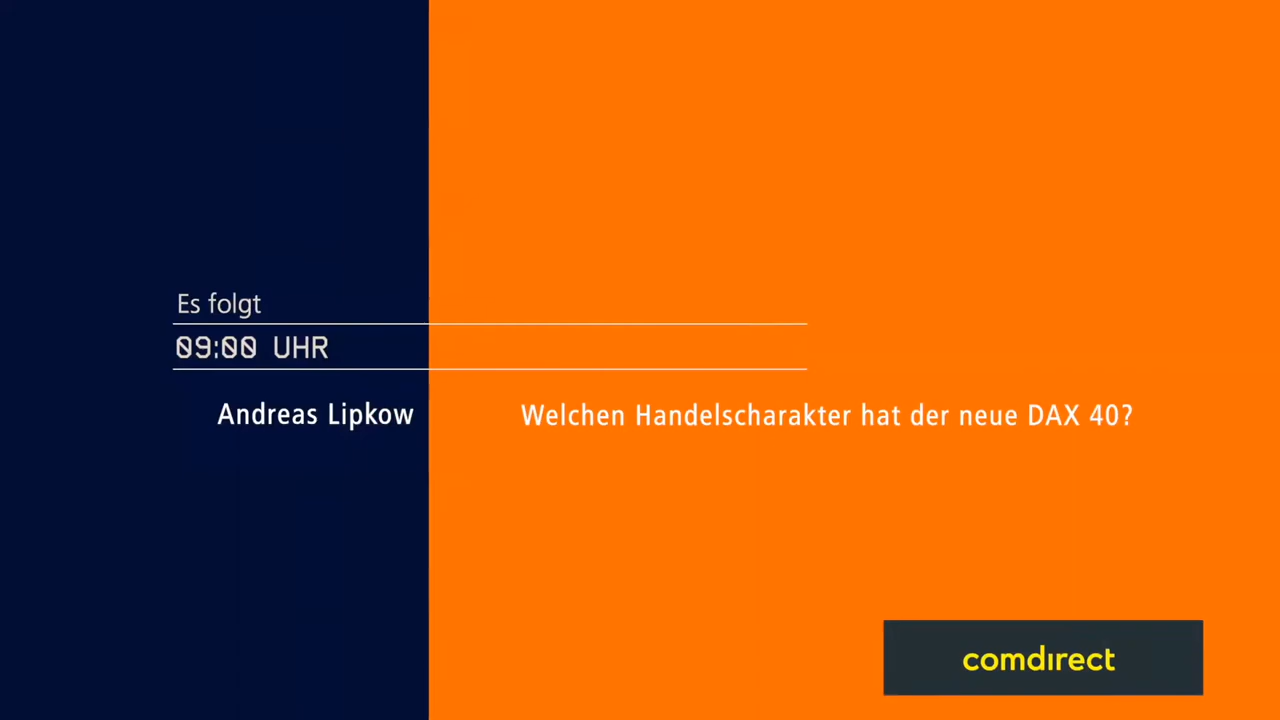 Es folgt
09:00 UHR
Andreas Lipkow Welchen Handelscharakter hat der neue DAX 40?
comdirect